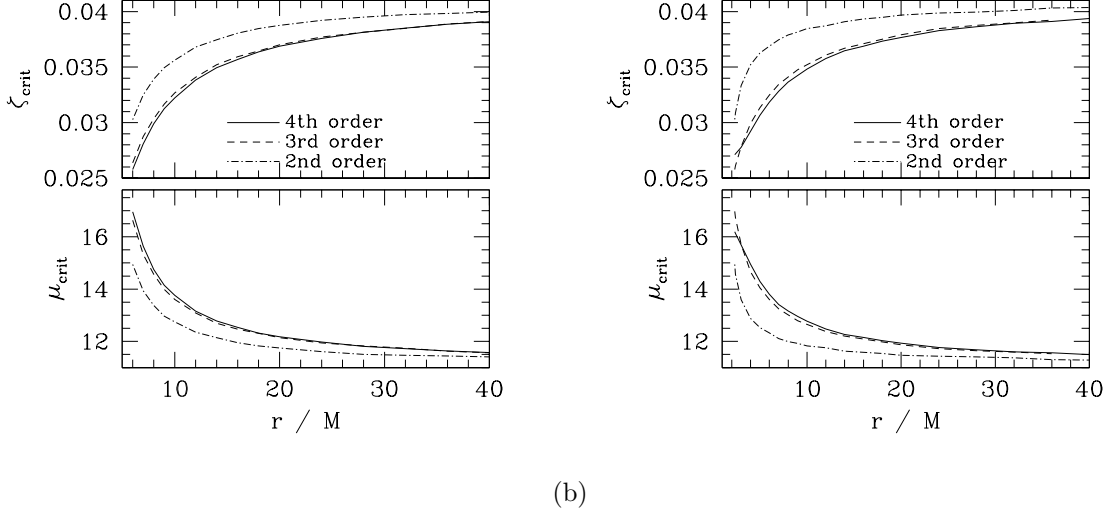 0.04
0.035
0.03
0.025
ζcrit
4th order
3rd order
2nd order
16
14
12
μcrit
10 20 30 40
r / M
0.04
0.035
0.03
0.025
ζcrit
4th order
3rd order
2nd order
16
14
12
μcrit
10 20 30 40
r / M
(b)